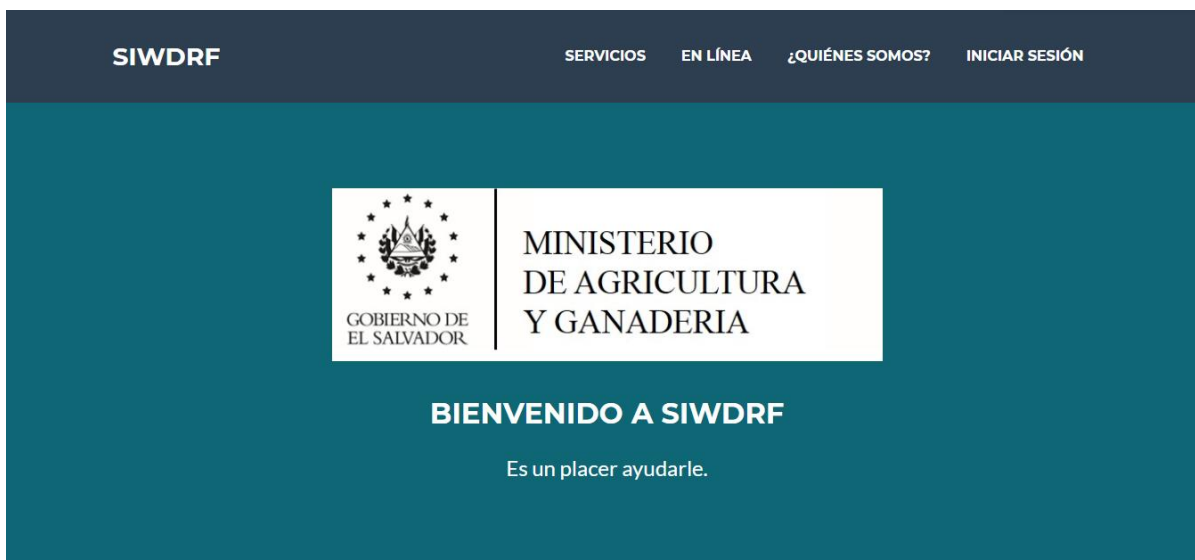 SIWDRF
SERVICIOS EN LÍNEA ¿QUIÉNES SOMOS? INICIAR SESIÓN
GOBIERNO DE
EL SALVADOR
MINISTERIO
DE AGRICULTURA
Y GANADERIA
BIENVENIDO A SIWDRF
Es un placer ayudarle.